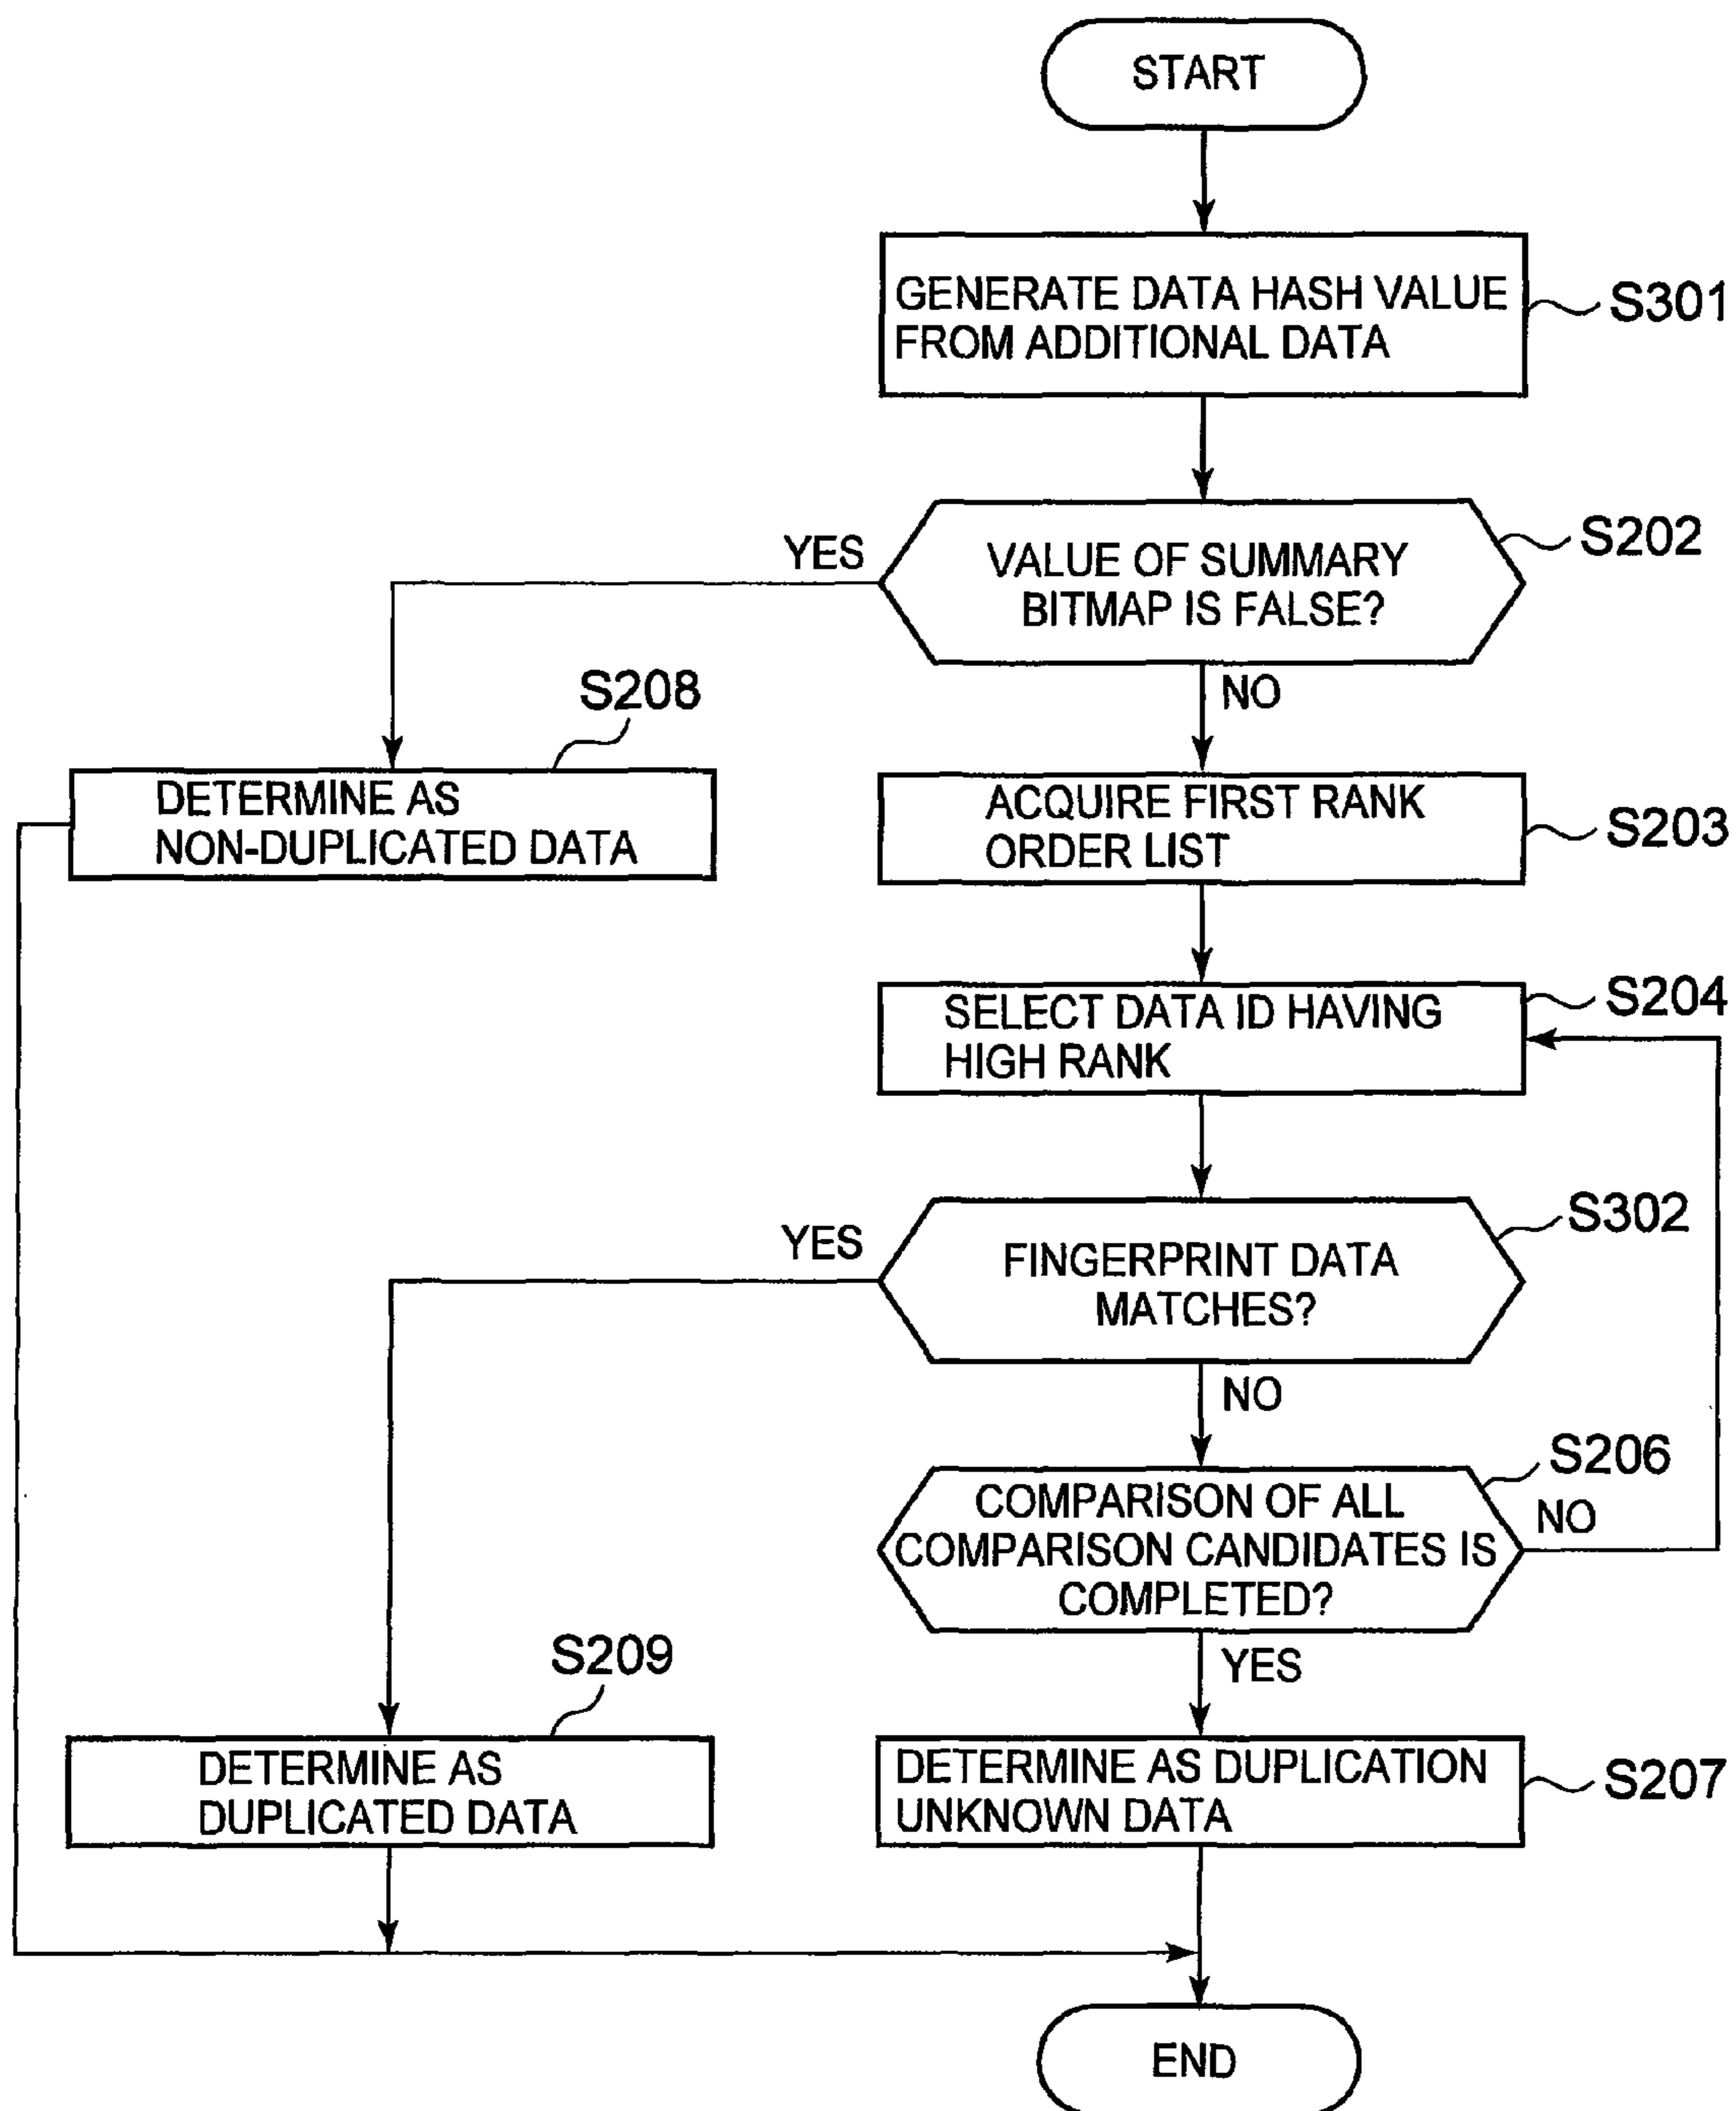 START
GENERATE DATA HASH VALUE
FROM ADDITIONAL DATA
S301
VALUE OF SUMMARY
BITMAP IS FALSE?
S202
YES
NO
S208
DETERMINE AS
NON-DUPLICATED DATA
ACQUIRE FIRST RANK
ORDER LIST
S203
SELECT DATA ID HAVING
HIGH RANK
S204
FINGERPRINT DATA
MATCHES?
S302
YES
NO
COMPARISON OF ALL
COMPARISON CANDIDATES IS
COMPLETED?
S206
NO
YES
S209
DETERMINE AS
DUPLICATED DATA
DETERMINE AS DUPLICATION
UNKNOWN DATA
S207
END